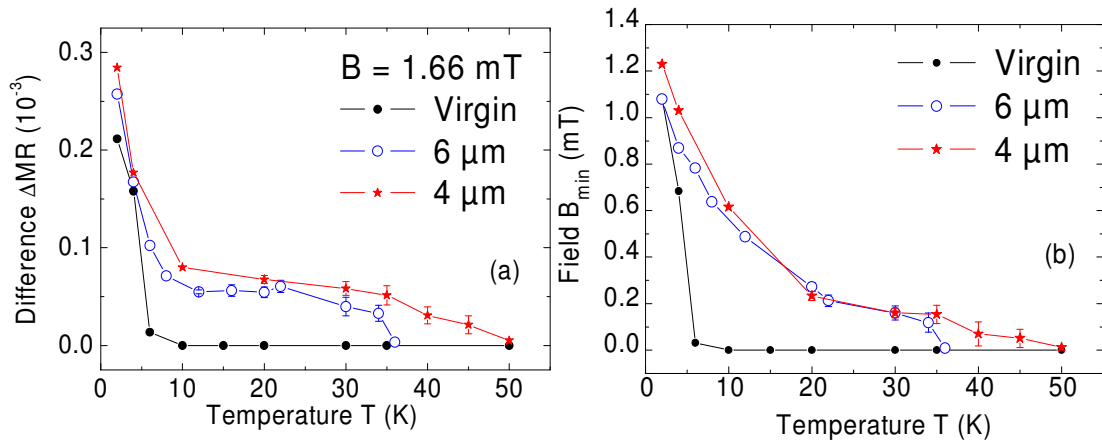 0.3
0.2
0.1
0.0
Difference ΔMR (10⁻³)
B = 1.66 mT
Virgin
6 μm
4 μm
(a)
0 10 20 30 40 50
Temperature T (K)
1.4
1.2
1.0
0.8
0.6
0.4
0.2
0.0
Field B_min (mT)
Virgin
6 μm
4 μm
(b)
0 10 20 30 40 50
Temperature T (K)